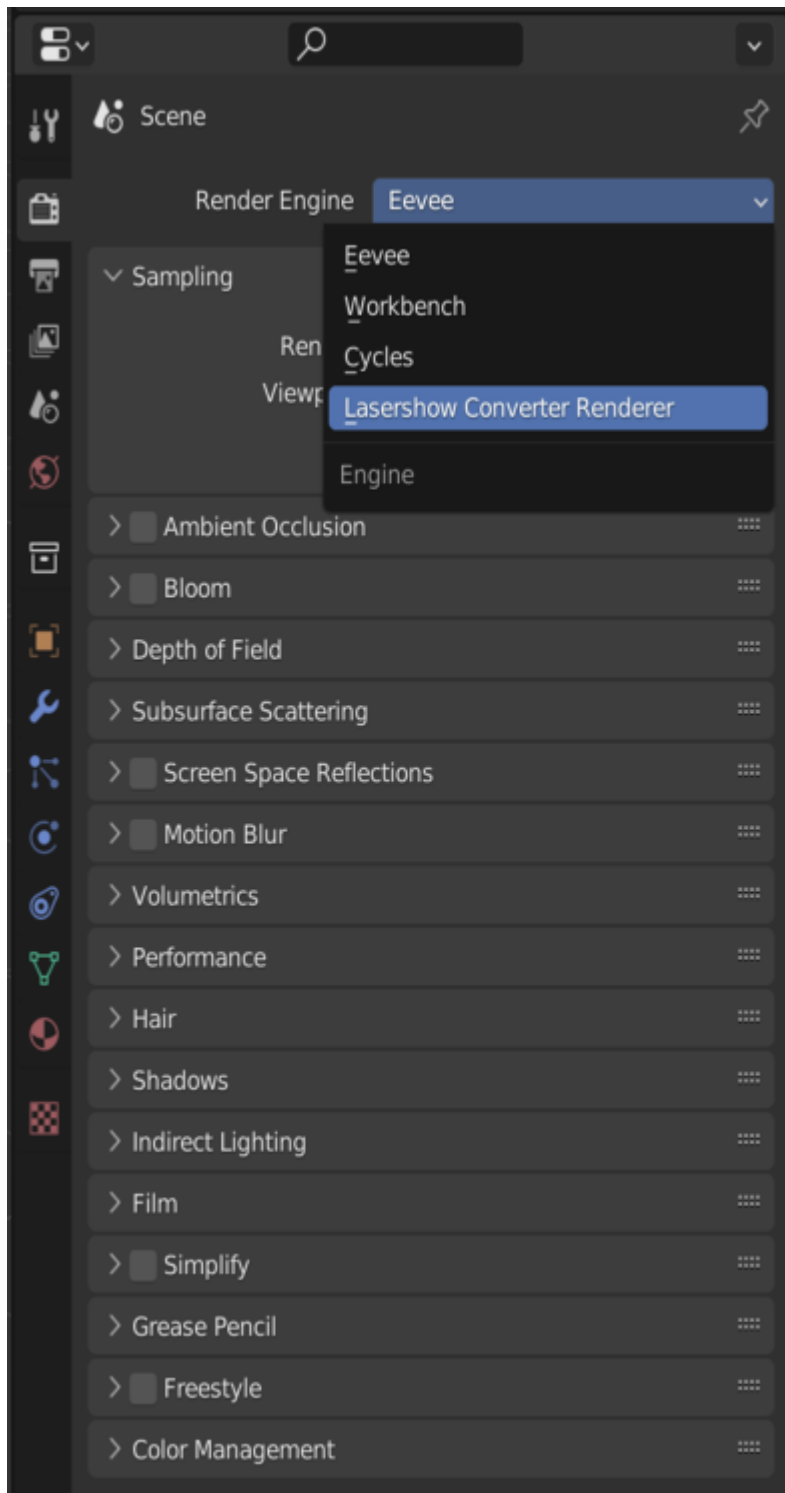 Scene
Render Engine Eevee
Eevee
Sampling
Workbench
Ren
Cycles
Viewp
Lasershow Converter Renderer
Engine
Ambient Occlusion
Bloom
Depth of Field
Subsurface Scattering
Screen Space Reflections
Motion Blur
Volumetrics
Performance
Hair
Shadows
Indirect Lighting
Film
Simplify
Grease Pencil
Freestyle
Color Management